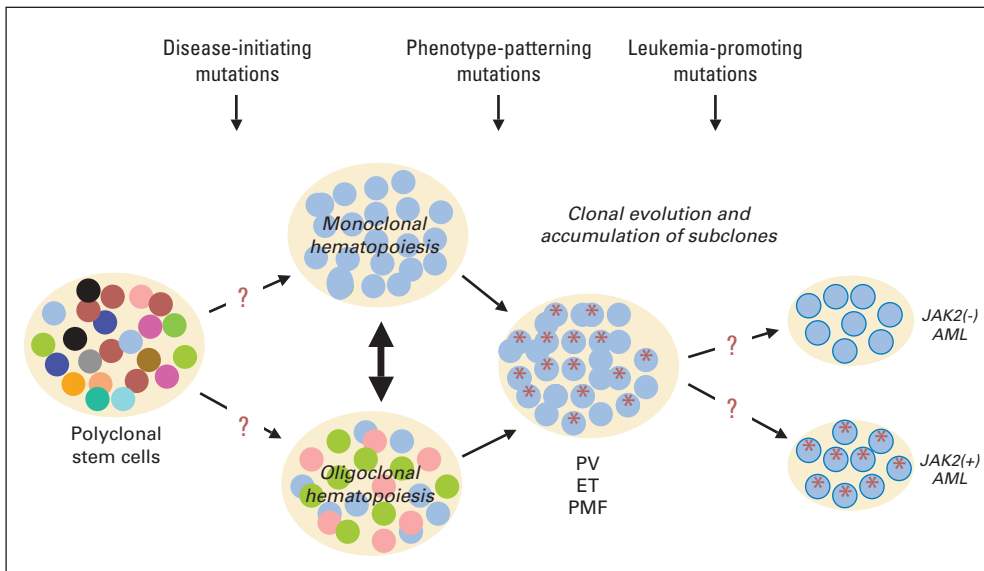 Disease-initiating
mutations
Phenotype-patterning
mutations
Leukemia-promoting
mutations
Monoclonal
hematopoiesis
Clonal evolution and
accumulation of subclones
?
?
Polyclonal
stem cells
Oligoclonal
hematopoiesis
* * * * * * * * * * * * * * * *
PV
ET
PMF
?
?
JAK2(-)
AML
* * * * * * * * *
JAK2(+)
AML